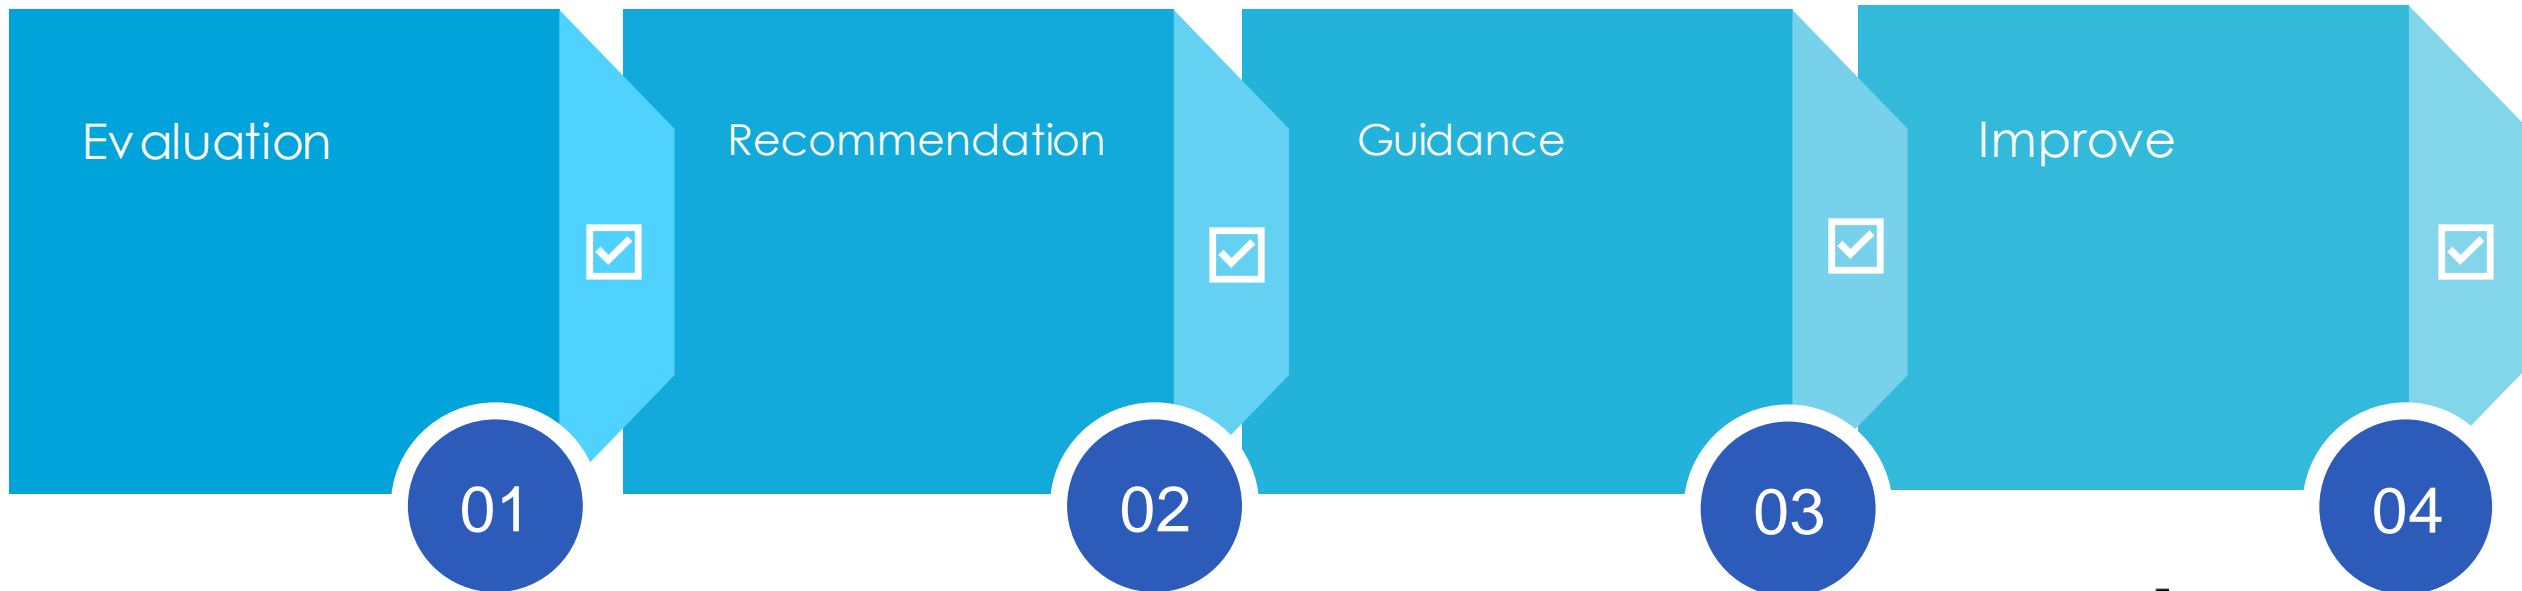 Evaluation
Recommendation
Guidance
Improve
01
02
03
04